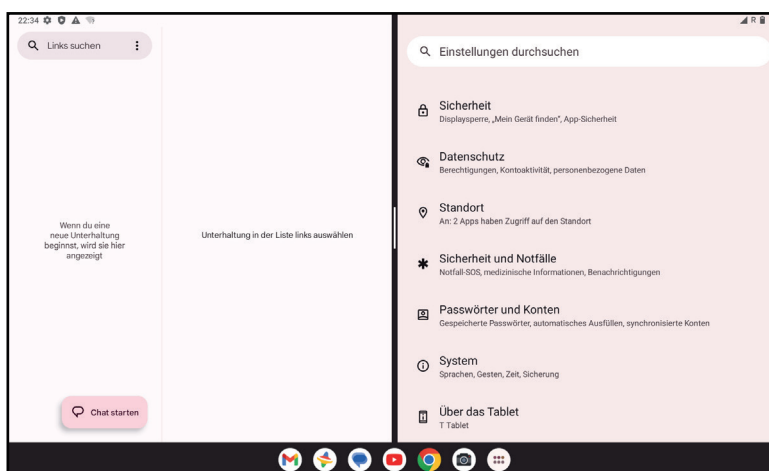 22:34
R
Links suchen
Wenn du eine
neue Unterhaltung
beginnst, wird sie hier
angezeigt
Unterhaltung in der Liste links auswählen
Chat starten
Einstellungen durchsuchen
Sicherheit
Displaysperre, „Mein Gerät finden", App-Sicherheit
Datenschutz
Berechtigungen, Kontoaktivität, personenbezogene Daten
Standort
An: 2 Apps haben Zugriff auf den Standort
Sicherheit und Notfälle
Notfall-SOS, medizinische Informationen, Benachrichtigungen
Passwörter und Konten
Gespeicherte Passwörter, automatisches Ausfüllen, synchronisierte Konten
System
Sprachen, Gesten, Zeit, Sicherung
Über das Tablet
T Tablet